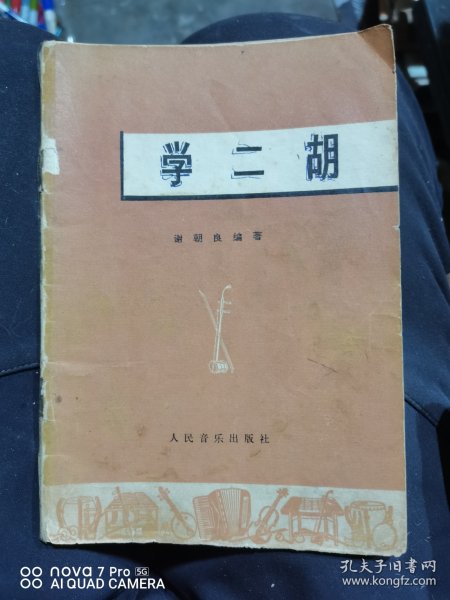 学二胡
谢朝良编著
人民音乐出版社
nova 7 Pro 5G
AI QUAD CAMERA
孔夫子旧书网
www.kongfz.com